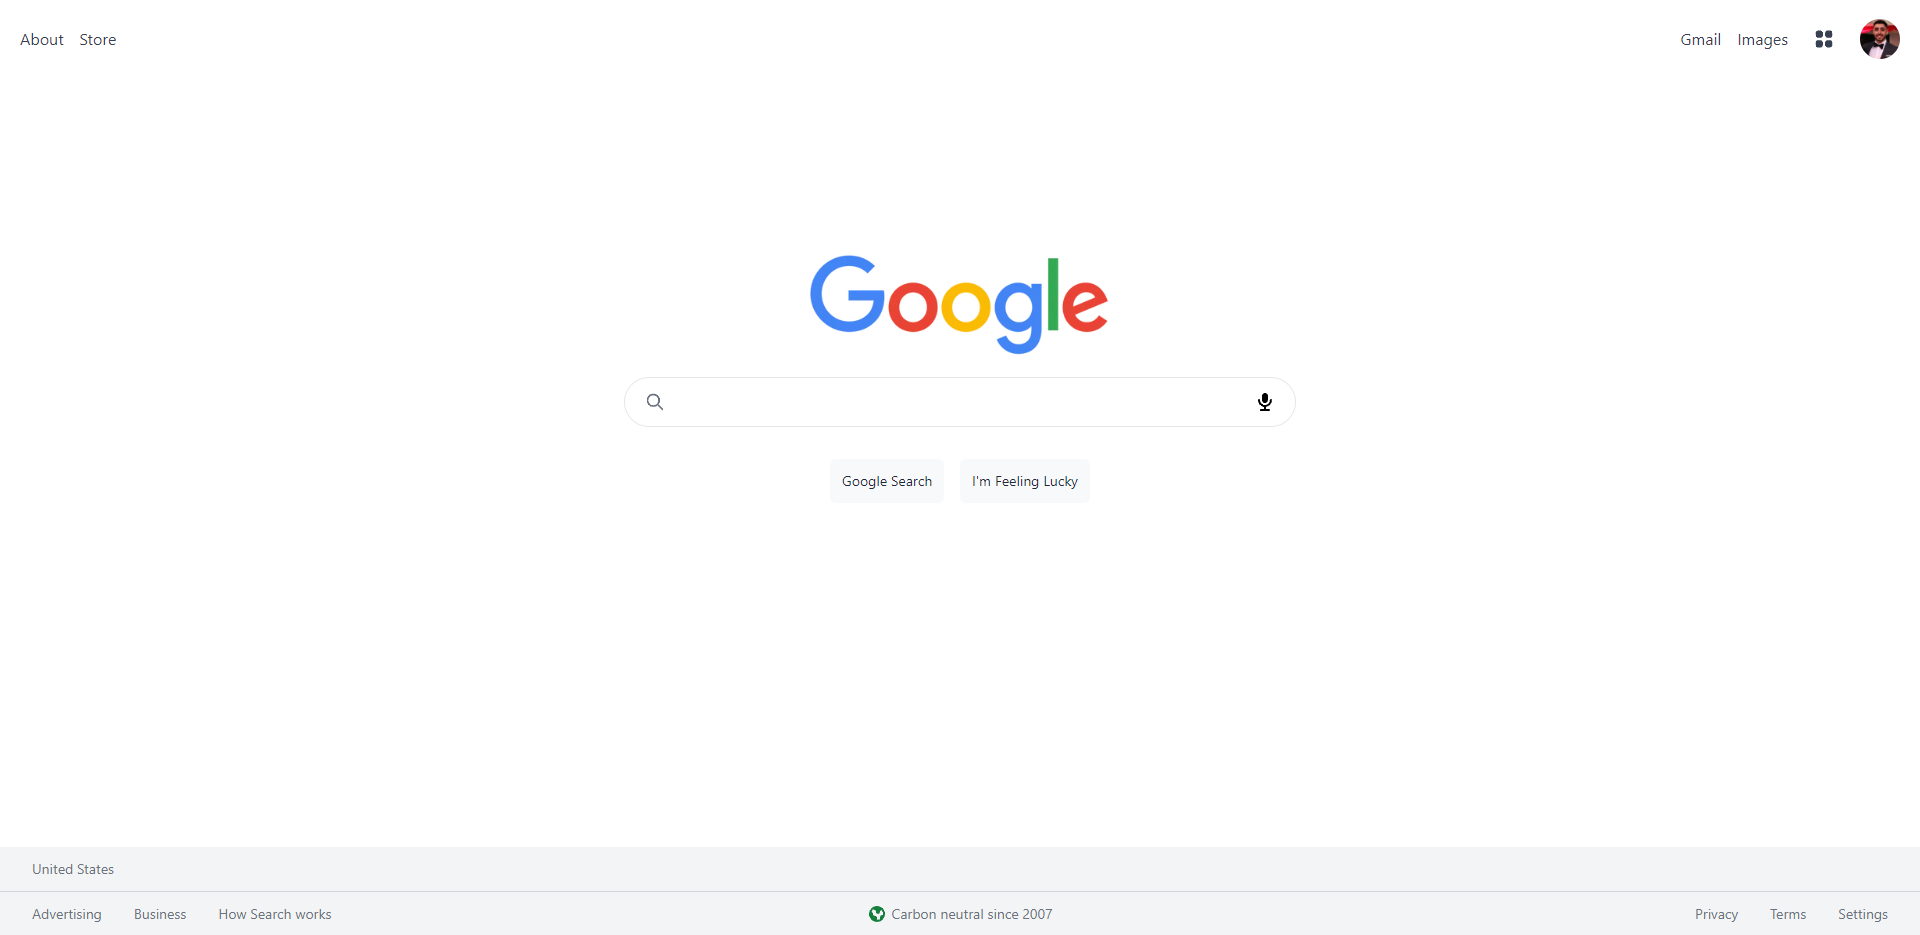 About Store
Gmail Images
Google
Google Search I'm Feeling Lucky
United States
Advertising Business How Search works Carbon neutral since 2007 Privacy Terms Settings